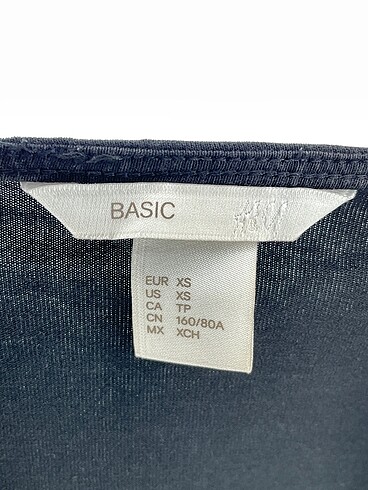 BASIC H&M
EUR XS
US XS
CA TP
CN 160/80A
MX XCH